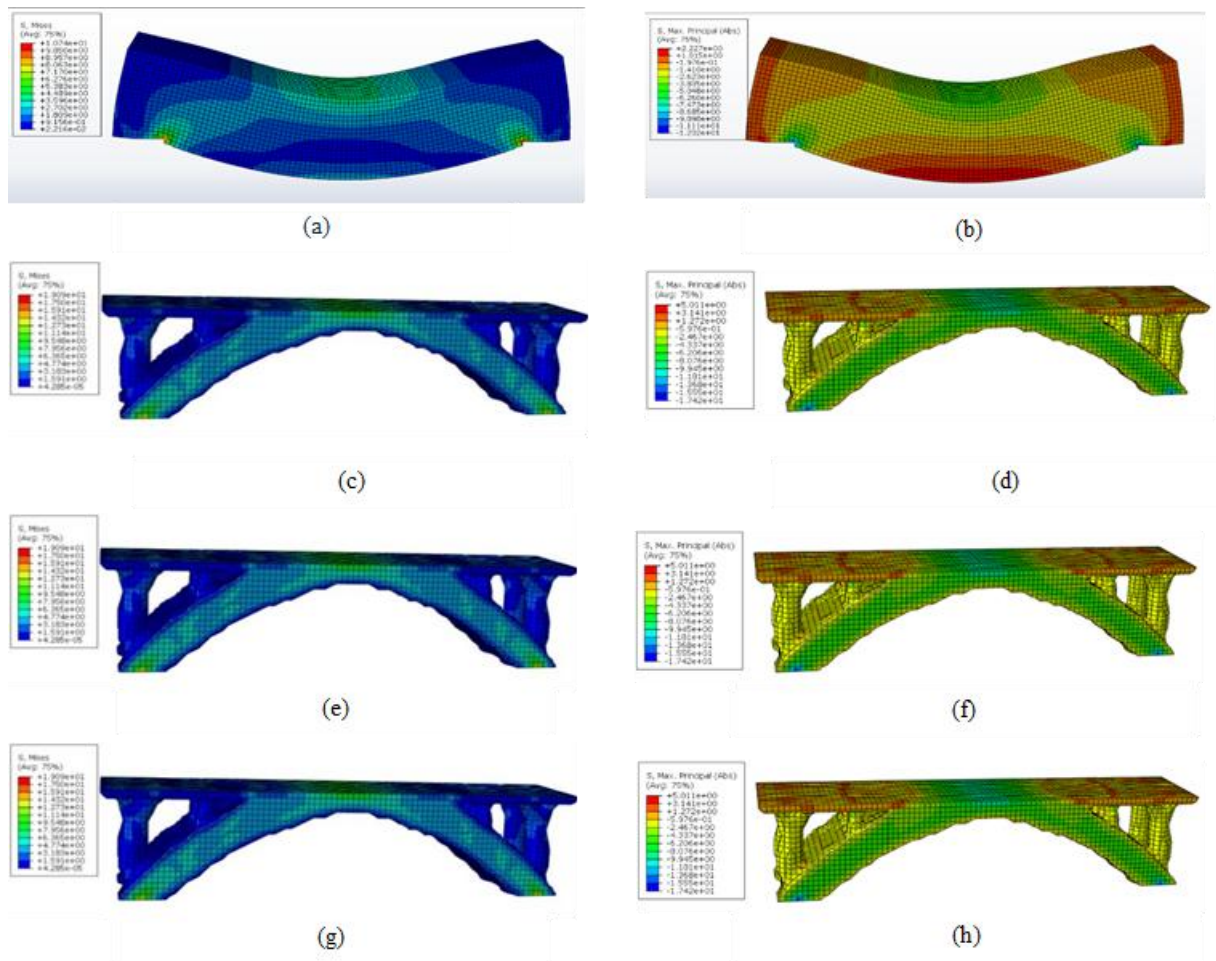 S, Mises
(Avg: 75%)
+1.074e+01
+9.850e+00
+8.957e+00
+8.063e+00
+7.170e+00
+6.276e+00
+5.383e+00
+4.489e+00
+3.596e+00
+2.702e+00
+1.809e+00
+9.156e-01
+2.216e-02
(a)
S, Max. Principal (Abs)
(Avg: 75%)
+2.227e+00
+1.015e+00
-1.976e-01
-1.410e+00
-2.623e+00
-3.835e+00
-5.048e+00
-6.260e+00
-7.473e+00
-8.685e+00
-9.898e+00
-1.111e+01
-1.232e+01
(b)
S, Mises
(Avg: 75%)
+1.909e+01
+1.750e+01
+1.591e+01
+1.432e+01
+1.273e+01
+1.114e+01
+9.548e+00
+7.956e+00
+6.365e+00
+4.774e+00
+3.183e+00
+1.591e+00
+4.285e-05
(c)
S, Max. Principal (Abs)
(Avg: 75%)
+5.011e+00
+3.141e+00
+1.272e+00
-5.976e-01
-2.467e+00
-4.337e+00
-6.206e+00
-8.076e+00
-9.945e+00
-1.181e+01
-1.368e+01
-1.555e+01
-1.742e+01
(d)
S, Mises
(Avg: 75%)
+1.909e+01
+1.750e+01
+1.591e+01
+1.432e+01
+1.273e+01
+1.114e+01
+9.548e+00
+7.956e+00
+6.365e+00
+4.774e+00
+3.183e+00
+1.591e+00
+4.285e-05
(e)
S, Max. Principal (Abs)
(Avg: 75%)
+5.011e+00
+3.141e+00
+1.272e+00
-5.976e-01
-2.467e+00
-4.337e+00
-6.206e+00
-8.076e+00
-9.945e+00
-1.181e+01
-1.368e+01
-1.555e+01
-1.742e+01
(f)
S, Mises
(Avg: 75%)
+1.909e+01
+1.750e+01
+1.591e+01
+1.432e+01
+1.273e+01
+1.114e+01
+9.548e+00
+7.956e+00
+6.365e+00
+4.774e+00
+3.183e+00
+1.591e+00
+4.285e-05
(g)
S, Max. Principal (Abs)
(Avg: 75%)
+5.011e+00
+3.141e+00
+1.272e+00
-5.976e-01
-2.467e+00
-4.337e+00
-6.206e+00
-8.076e+00
-9.945e+00
-1.181e+01
-1.368e+01
-1.555e+01
-1.742e+01
(h)